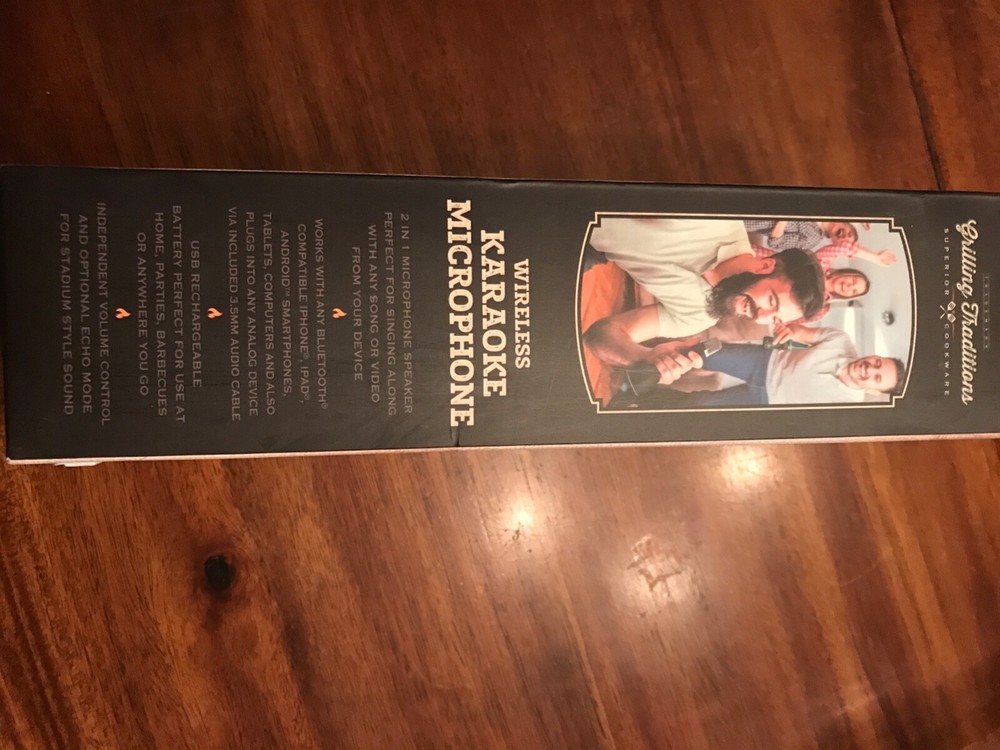 Grilling Traditions
SUPERIOR COOKWARE
WIRELESS
KARAOKE
MICROPHONE
2 IN 1 MICROPHONE SPEAKER
PERFECT FOR SINGING ALONG
WITH ANY SONG OR VIDEO
FROM YOUR DEVICE
WORKS WITH ANY BLUETOOTH®
COMPATIBLE IPHONE®, IPAD®,
ANDROID™ SMARTPHONES,
TABLETS, COMPUTERS AND ALSO
PLUGS INTO ANY ANALOG DEVICE
VIA INCLUDED 3.5MM AUDIO CABLE
USB RECHARGEABLE
BATTERY PERFECT FOR USE AT
HOME, PARTIES, BARBECUES
OR ANYWHERE YOU GO
INDEPENDENT VOLUME CONTROL
AND OPTIONAL ECHO MODE
FOR STADIUM STYLE SOUND